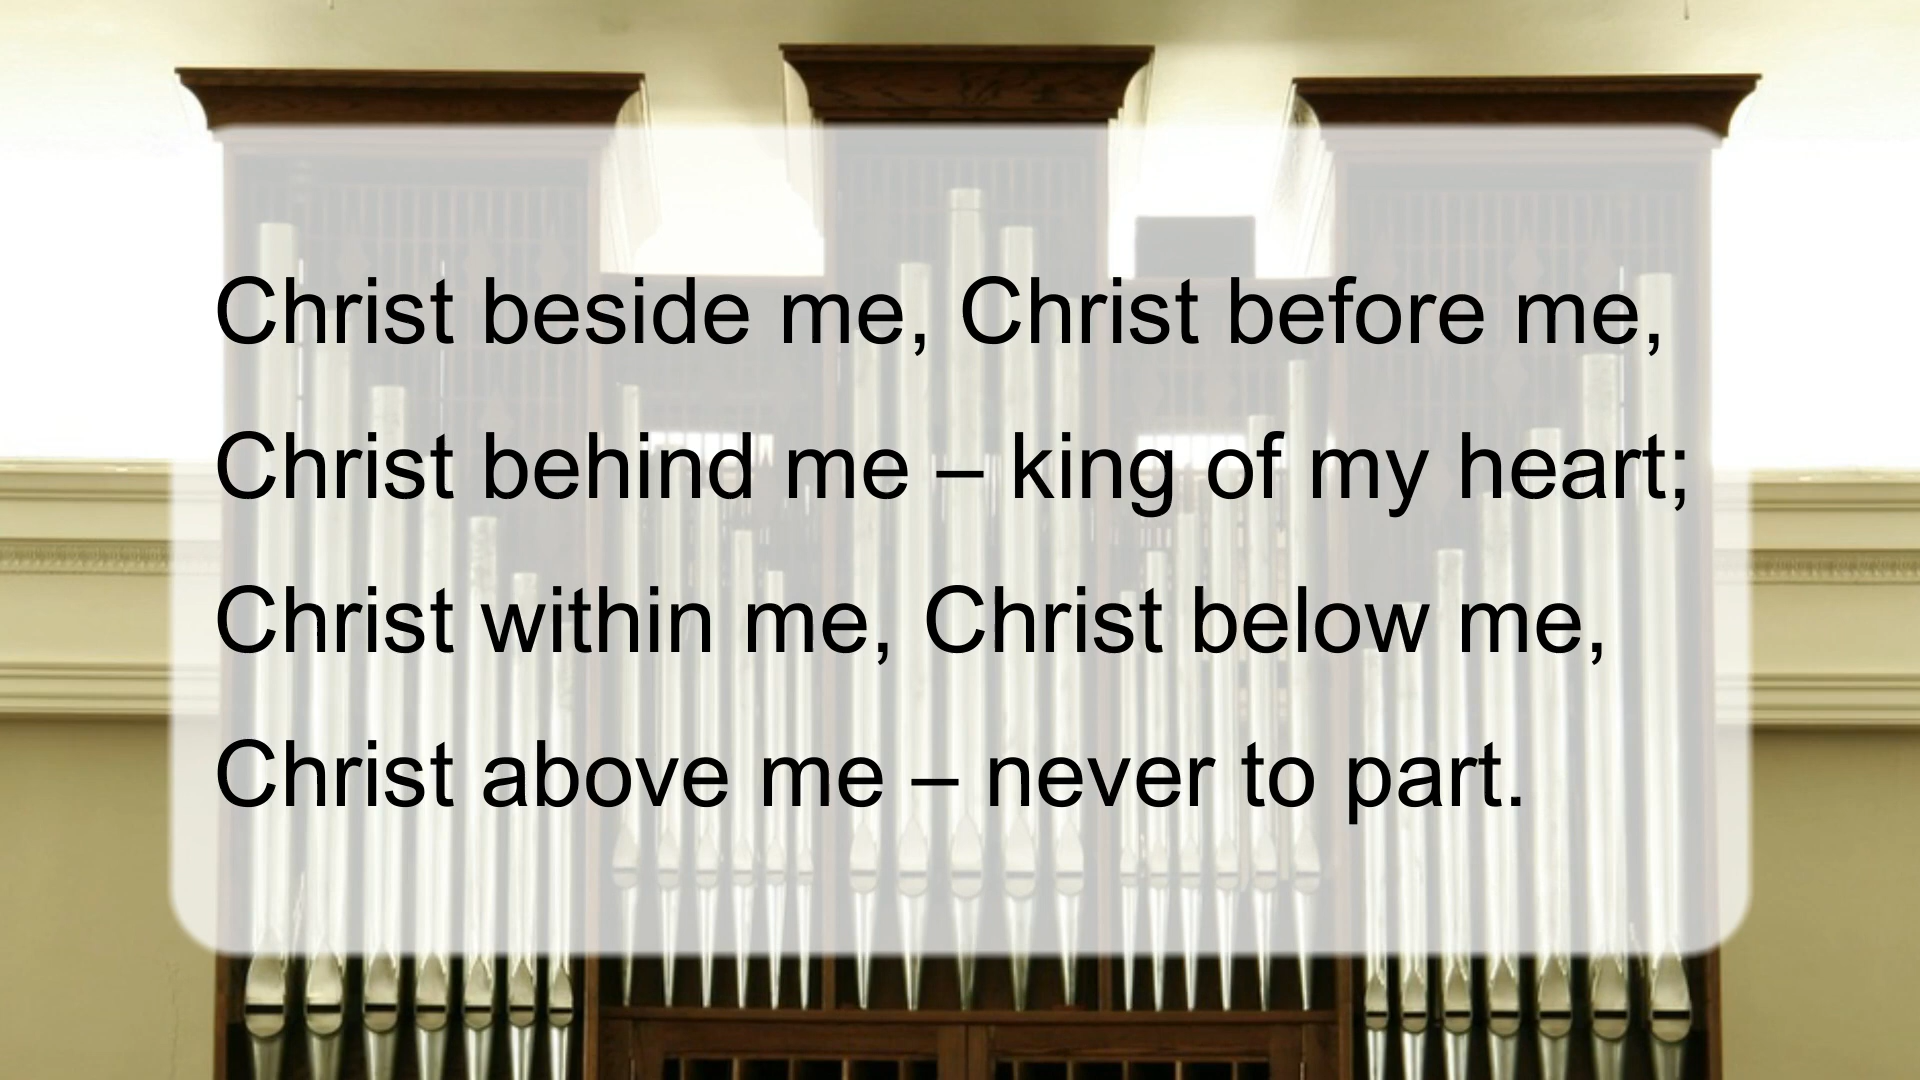 Christ beside me, Christ before me,
Christ behind me – king of my heart;
Christ within me, Christ below me,
Christ above me – never to part.